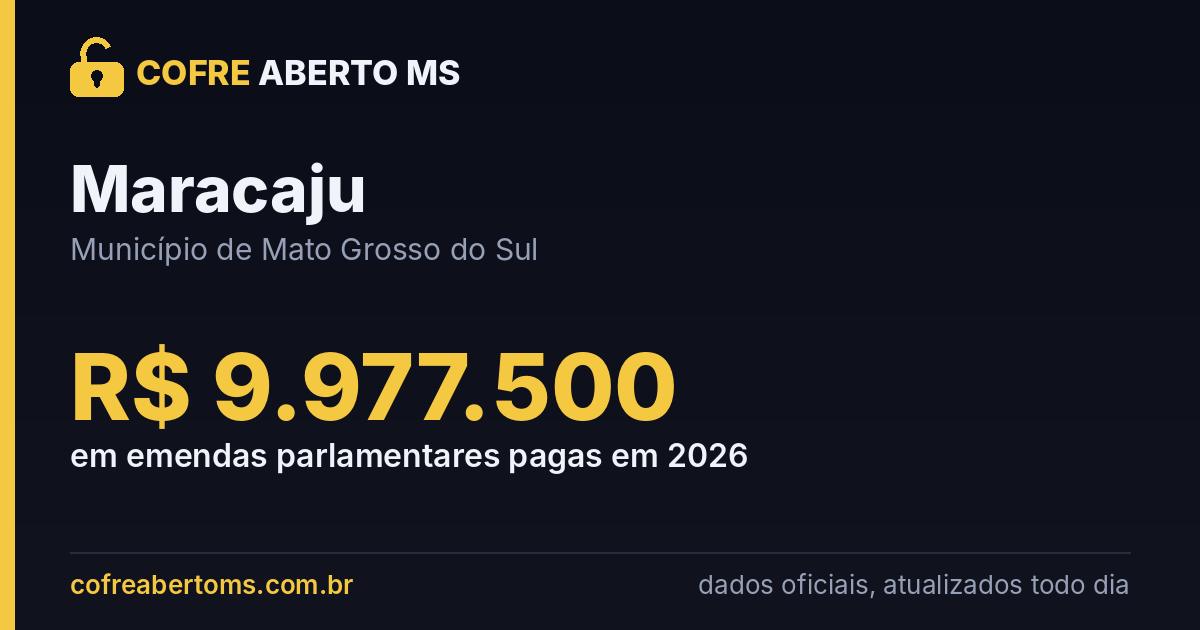 COFRE ABERTO MS
Maracaju
Município de Mato Grosso do Sul
R$ 9.977.500
em emendas parlamentares pagas em 2026
cofreabertoms.com.br
dados oficiais, atualizados todo dia